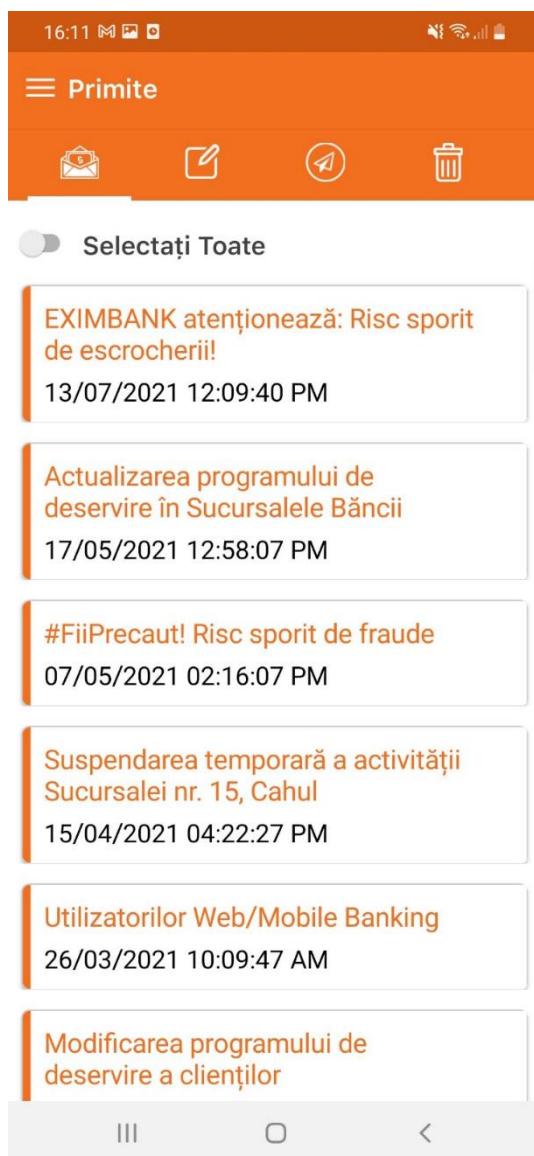 16:11
Primite
Selectați Toate
EXIMBANK atenționează: Risc sporit
de escrocherii!
13/07/2021 12:09:40 PM
Actualizarea programului de
deservire în Sucursalele Băncii
17/05/2021 12:58:07 PM
#FiiPrecaut! Risc sporit de fraude
07/05/2021 02:16:07 PM
Suspendarea temporară a activității
Sucursalei nr. 15, Cahul
15/04/2021 04:22:27 PM
Utilizatorilor Web/Mobile Banking
26/03/2021 10:09:47 AM
Modificarea programului de
deservire a clienților